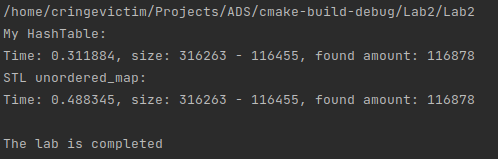 /home/cringevictim/Projects/ADS/cmake-build-debug/Lab2/Lab2
My HashTable:
Time: 0.311884, size: 316263 - 116455, found amount: 116878
STL unordered_map:
Time: 0.488345, size: 316263 - 116455, found amount: 116878
The lab is completed